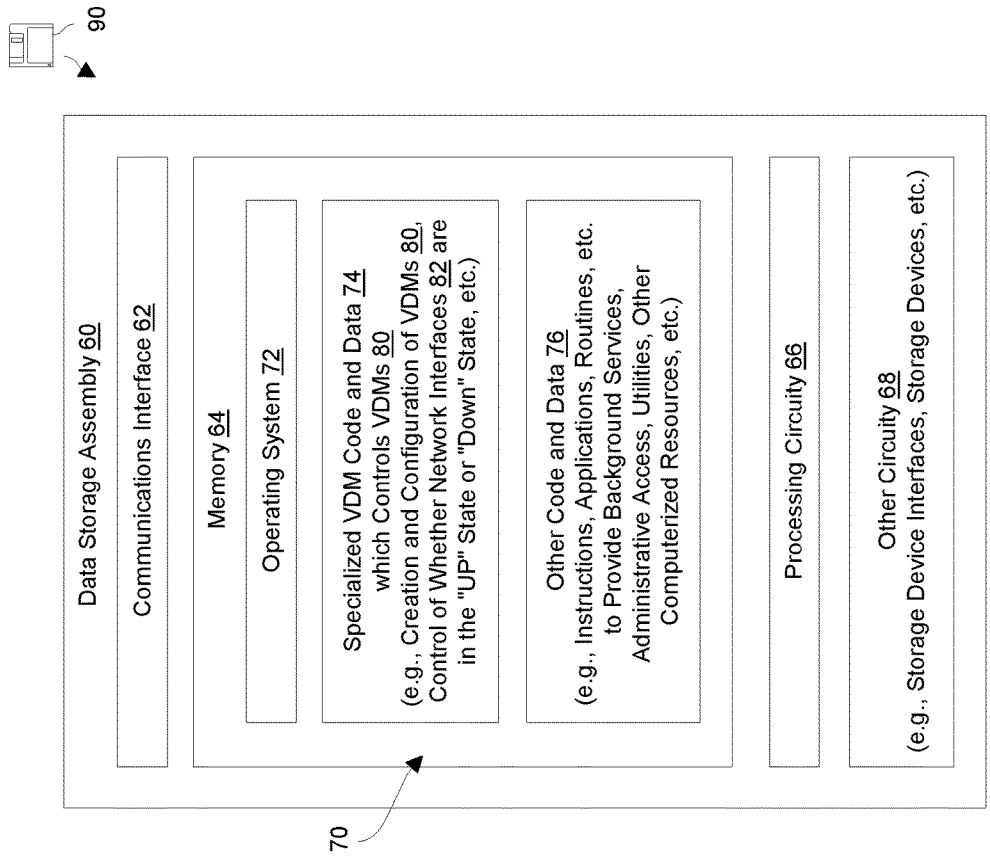 90
Data Storage Assembly 60
Communications Interface 62
Memory 64
Operating System 72
Specialized VDM Code and Data 74
which Controls VDMs 80
(e.g., Creation and Configuration of VDMs 80,
Control of Whether Network Interfaces 82 are
in the "UP" State or "Down" State, etc.)
Other Code and Data 76
(e.g., Instructions, Applications, Routines, etc.
to Provide Background Services,
Administrative Access, Utilities, Other
Computerized Resources, etc.)
70
Processing Circuity 66
Other Circuity 68
(e.g., Storage Device Interfaces, Storage Devices, etc.)